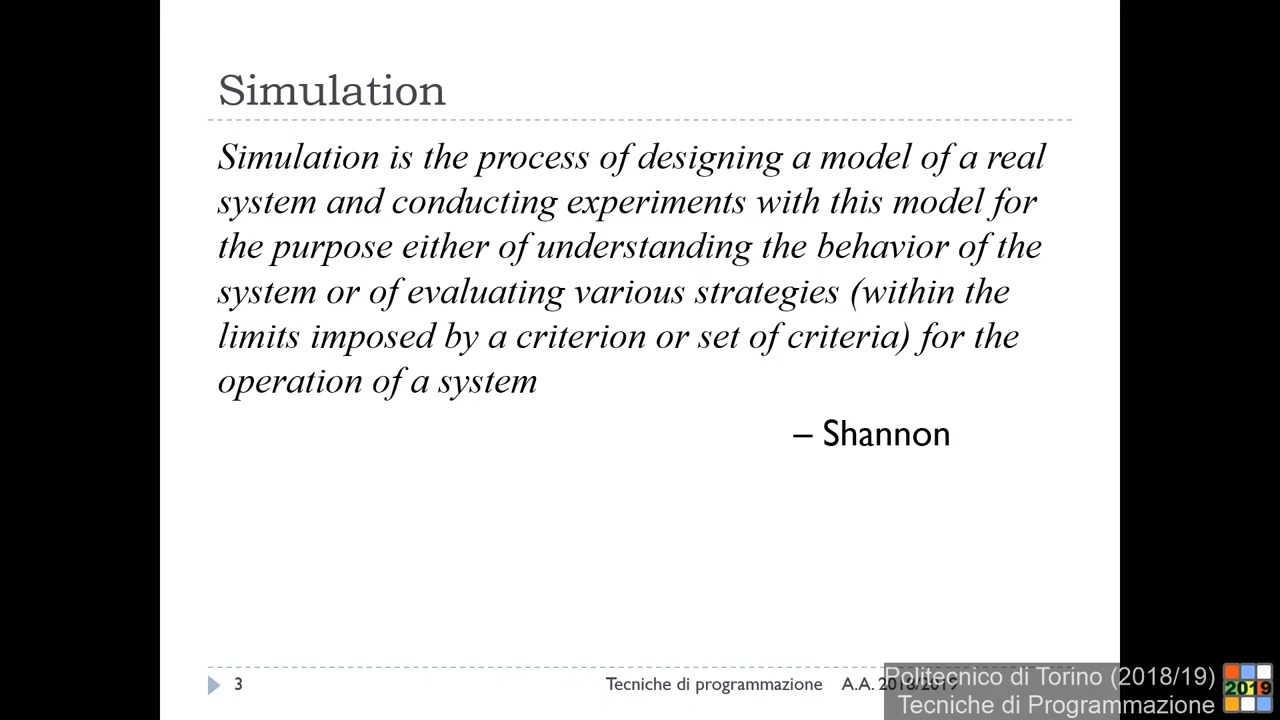 Simulation
Simulation is the process of designing a model of a real
system and conducting experiments with this model for
the purpose either of understanding the behavior of the
system or of evaluating various strategies (within the
limits imposed by a criterion or set of criteria) for the
operation of a system
– Shannon
3
Tecniche di programmazione A.A. 2018/2019
Politecnico di Torino (2018/19)
Tecniche di Programmazione
2019